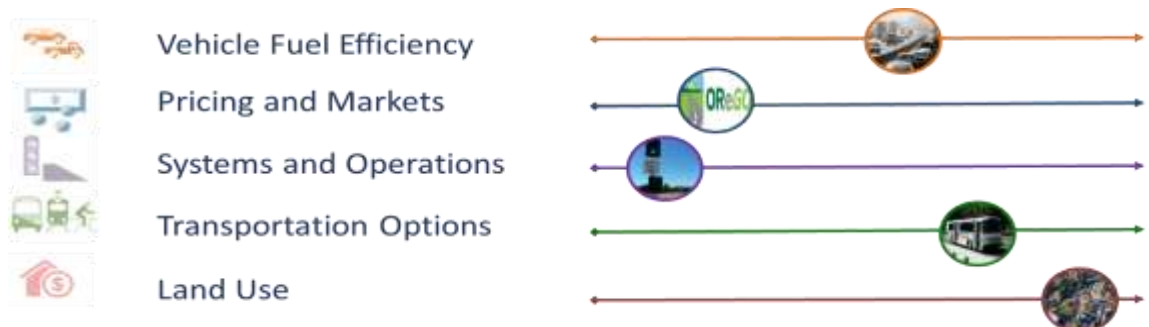 Vehicle Fuel Efficiency
Pricing and Markets
OReGO
Systems and Operations
Transportation Options
Land Use
$